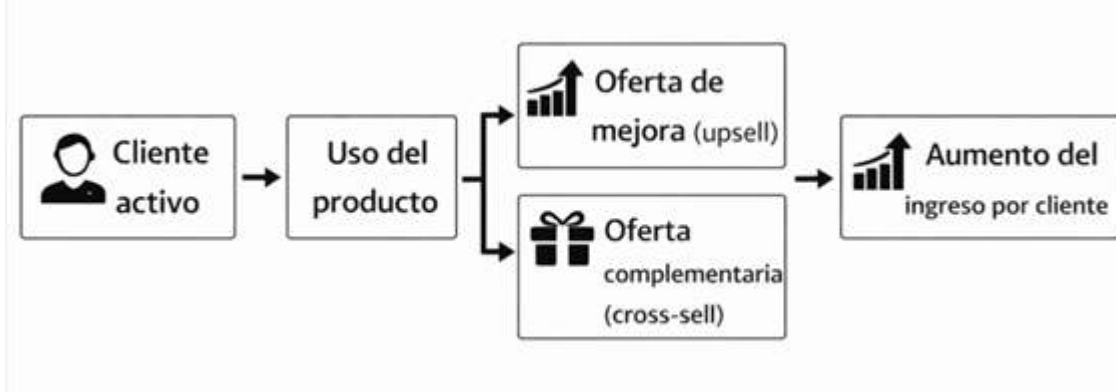 Cliente
activo
Uso del
producto
Oferta de
mejora (upsell)
Oferta
complementaria
(cross-sell)
Aumento del
ingreso por cliente